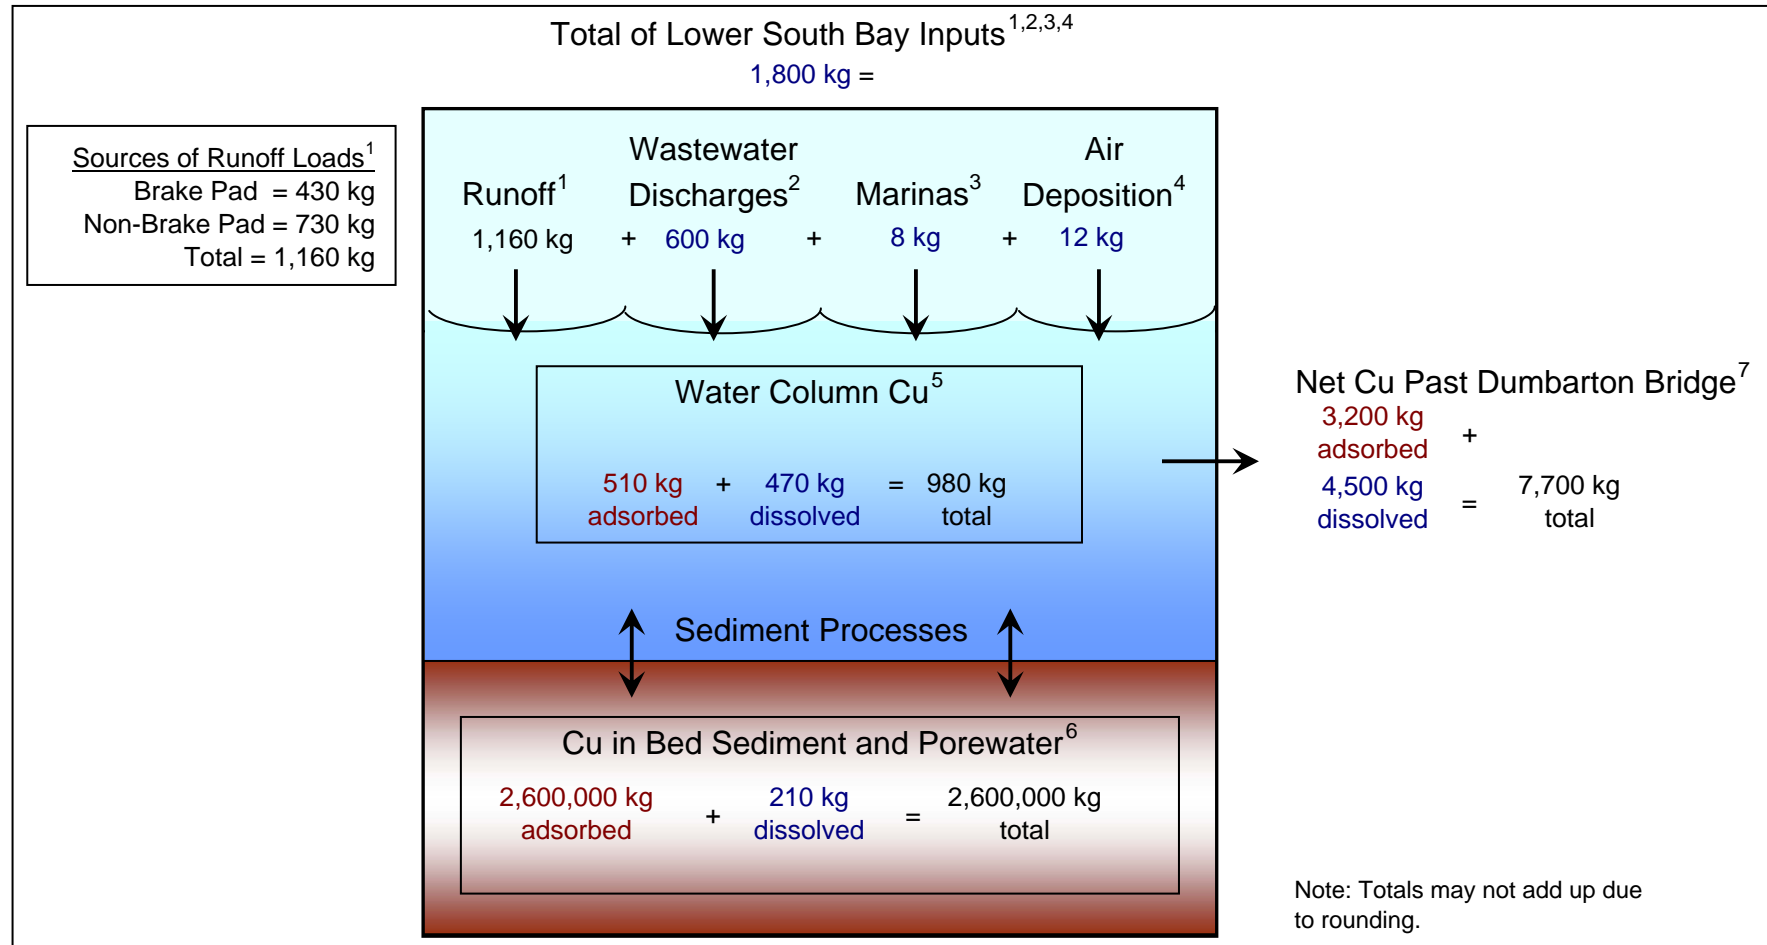 Total of Lower South Bay Inputs1,2,3,4
1,800 kg =
Sources of Runoff Loads1
Brake Pad = 430 kg
Non-Brake Pad = 730 kg
Total = 1,160 kg
Runoff1
1,160 kg
+
Wastewater
Discharges2
600 kg
+
Marinas3
8 kg
+
Air
Deposition4
12 kg
Water Column Cu5
510 kg + 470 kg = 980 kg
adsorbed dissolved total
Net Cu Past Dumbarton Bridge7
3,200 kg
adsorbed +
4,500 kg
dissolved = 7,700 kg
total
Sediment Processes
Cu in Bed Sediment and Porewater6
2,600,000 kg + 210 kg = 2,600,000 kg
adsorbed dissolved total
Note: Totals may not add up due
to rounding.